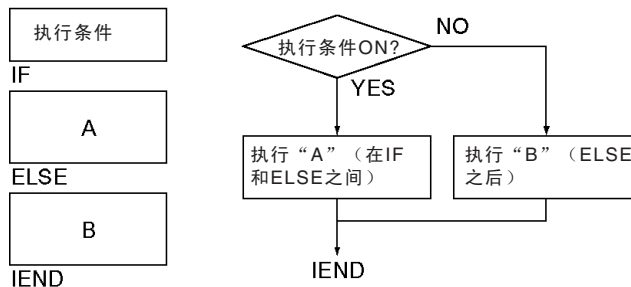 执行条件
IF
A
ELSE
B
IEND
执行条件ON?
NO
YES
执行“A”（在IF
和ELSE之间）
执行“B”（ELSE
之后）
IEND